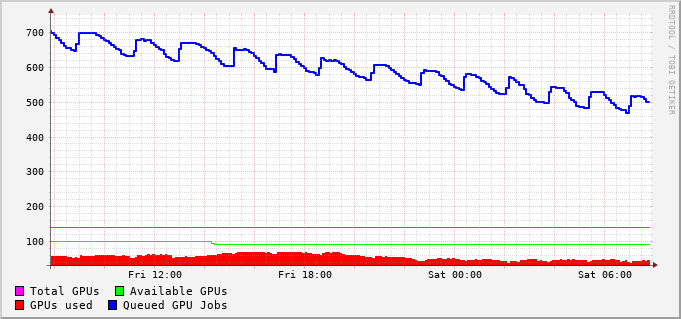 700
600
500
400
300
200
100
Fri 12:00 Fri 18:00 Sat 00:00 Sat 06:00
Total GPUs Available GPUs
GPUs used Queued GPU Jobs
RRDTOOL / TOBI OETIKER